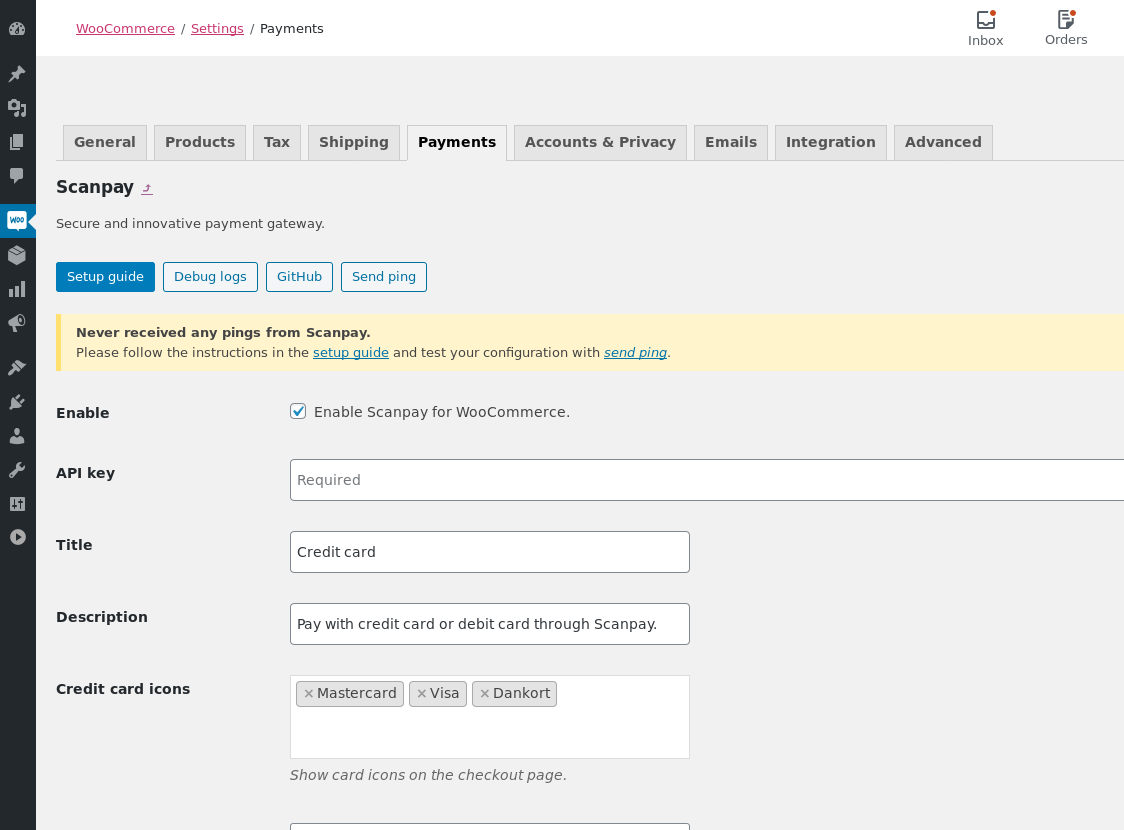 WooCommerce / Settings / Payments
Inbox
Orders
General Products Tax Shipping Payments Accounts & Privacy Emails Integration Advanced
Scanpay
Secure and innovative payment gateway.
Setup guide Debug logs GitHub Send ping
Never received any pings from Scanpay.
Please follow the instructions in the setup guide and test your configuration with send ping.
Enable
Enable Scanpay for WooCommerce.
API key
Required
Title
Credit card
Description
Pay with credit card or debit card through Scanpay.
Credit card icons
×Mastercard ×Visa ×Dankort
Show card icons on the checkout page.
Woo